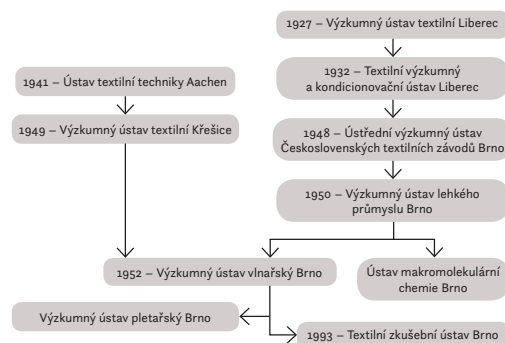 1927 – Výzkumný ústav textilní Liberec
1941 – Ústav textilní techniky Aachen
1932 – Textilní výzkumný
a kondicionovační ústav Liberec
1949 – Výzkumný ústav textilní Křešice
1948 – Ústřední výzkumný ústav
Československých textilních závodů Brno
1950 – Výzkumný ústav lehkého
průmyslu Brno
1952 – Výzkumný ústav vlnařský Brno
Ústav makromolekulární
chemie Brno
Výzkumný ústav pletařský Brno
1993 – Textilní zkušební ústav Brno